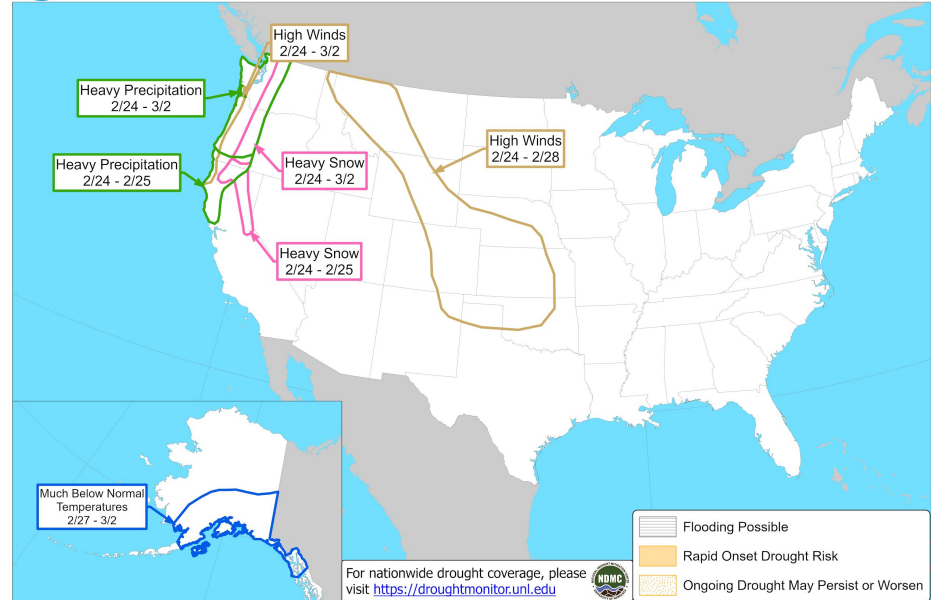 High Winds
2/24 - 3/2
Heavy Precipitation
2/24 - 3/2
High Winds
2/24 - 2/28
Heavy Precipitation
2/24 - 2/25
Heavy Snow
2/24 - 3/2
Heavy Snow
2/24 - 2/25
Much Below Normal
Temperatures
2/27 - 3/2
For nationwide drought coverage, please
visit https://droughtmonitor.unl.edu
NDMC
Flooding Possible
Rapid Onset Drought Risk
Ongoing Drought May Persist or Worsen